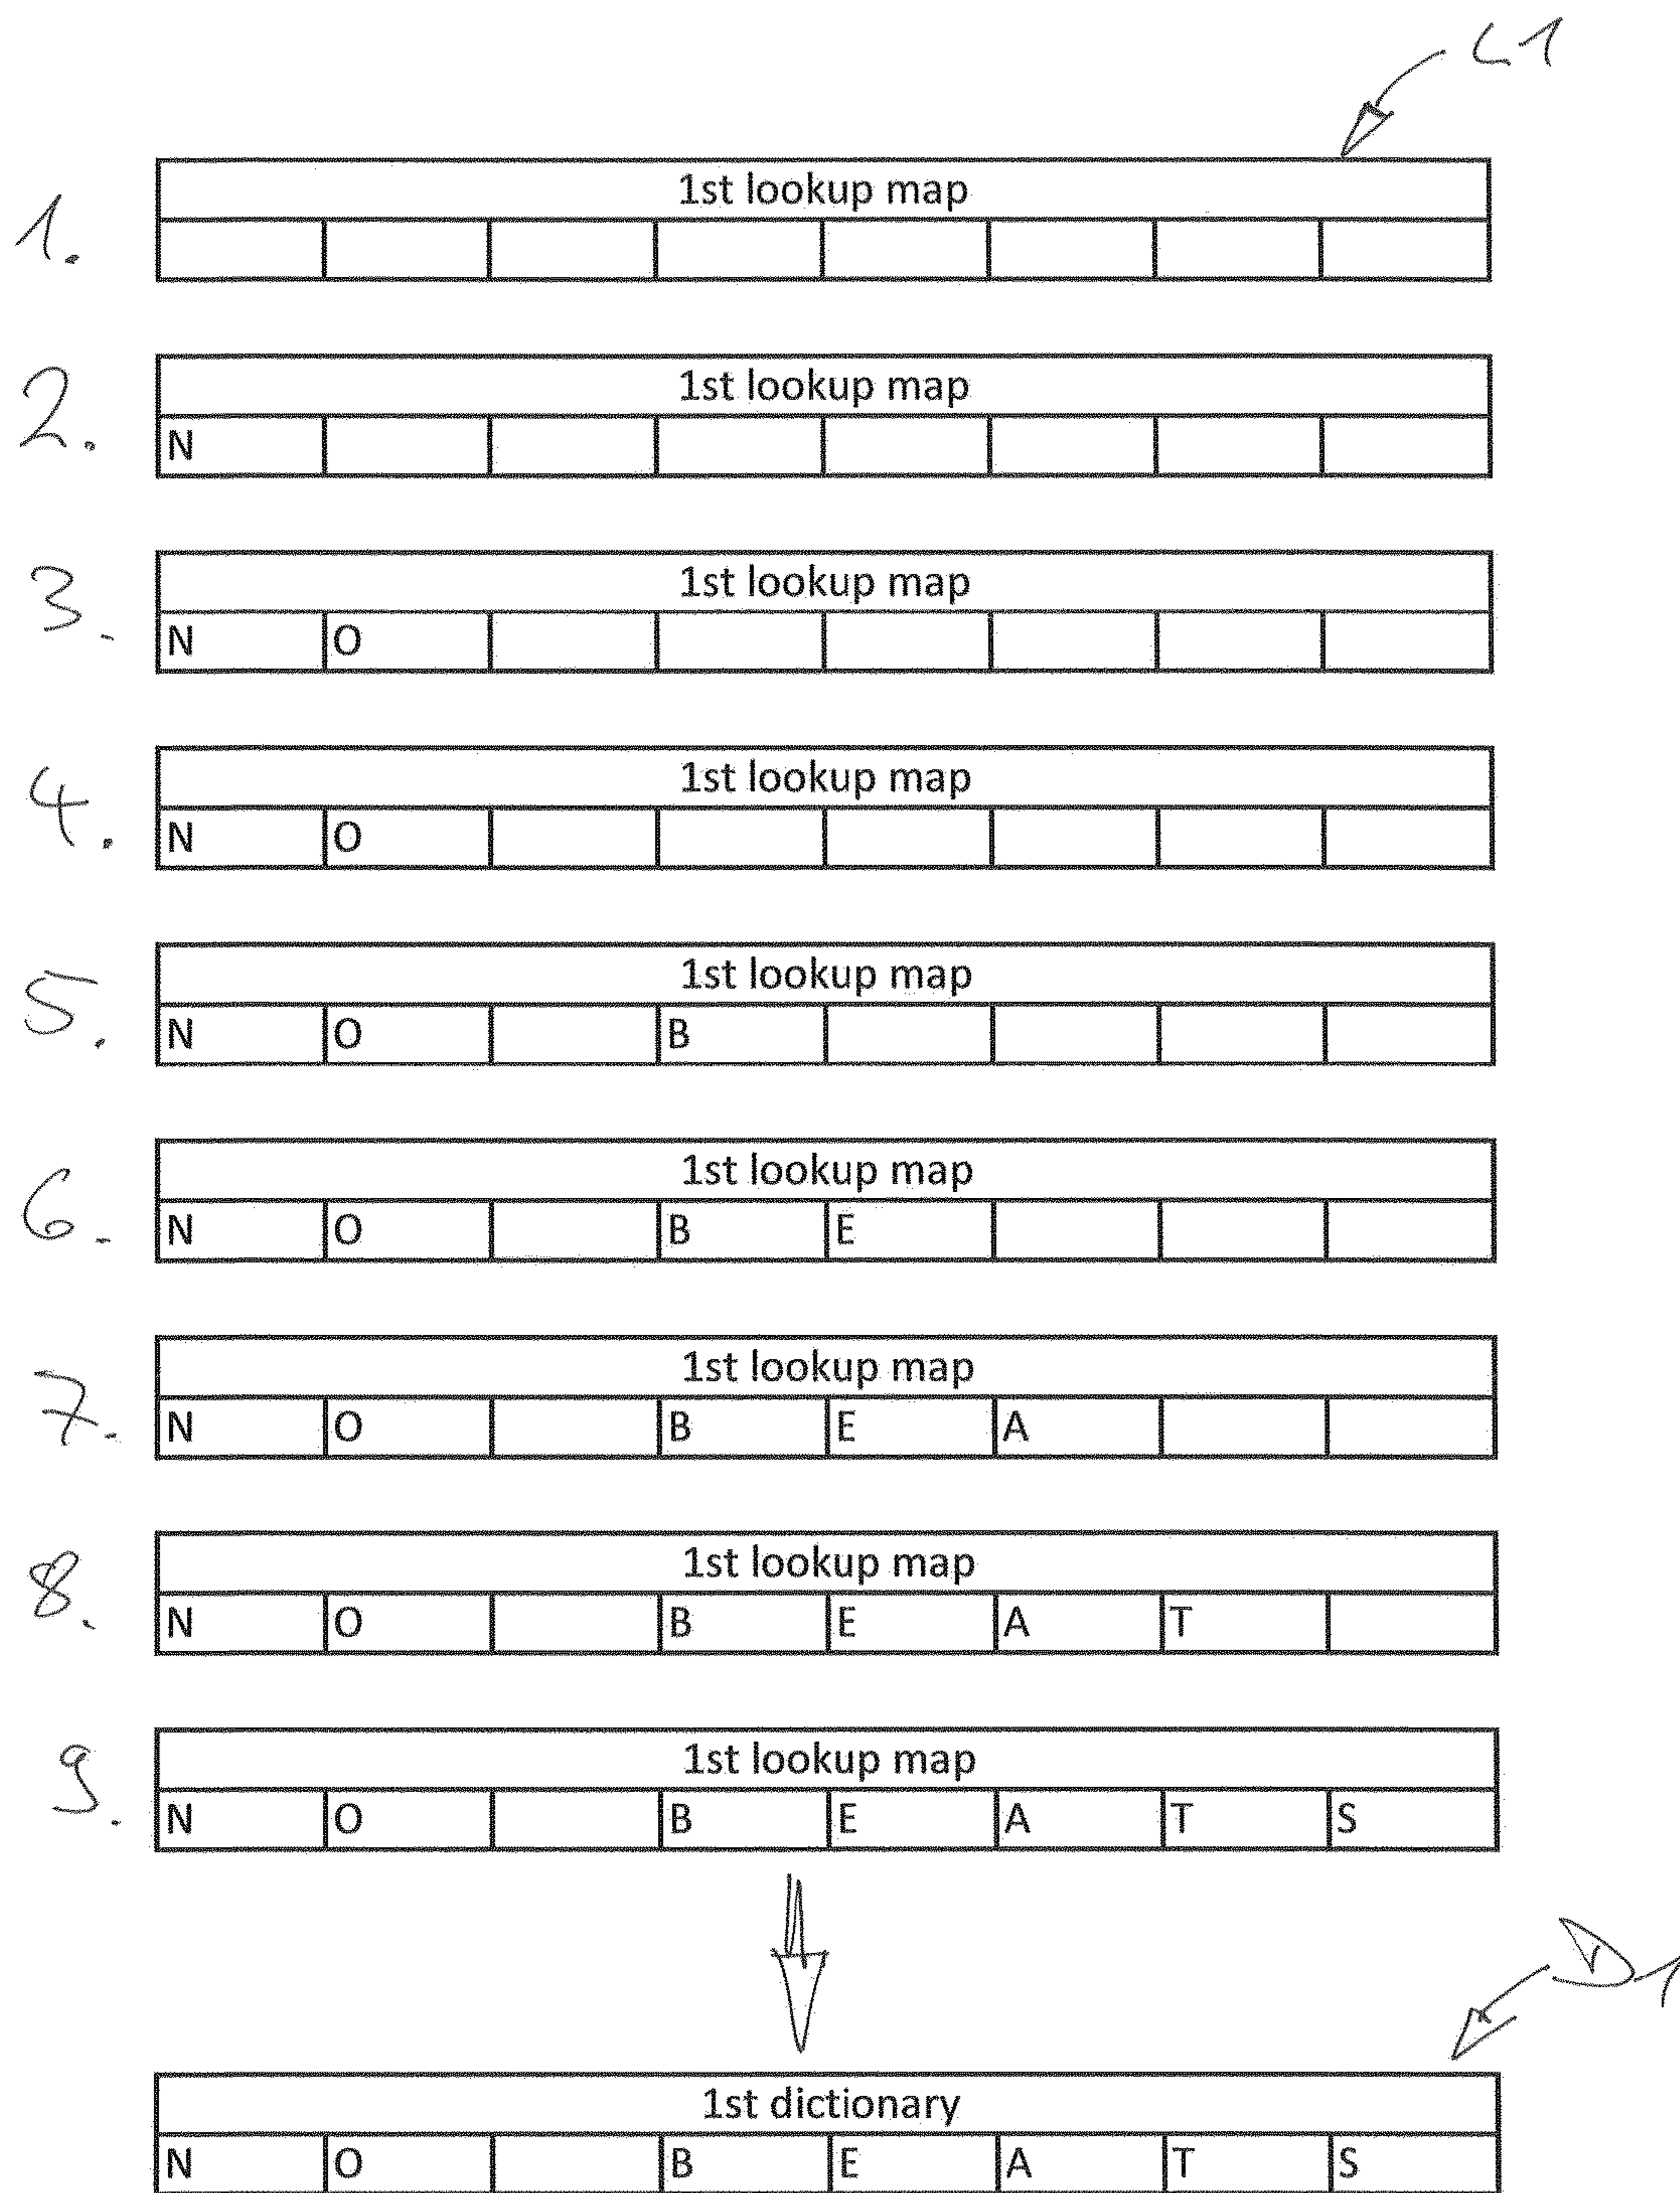 L1
1st lookup map
1.
1st lookup map
2. N
1st lookup map
3. N O
1st lookup map
4. N O
1st lookup map
5. N O B
1st lookup map
6. N O B E
1st lookup map
7. N O B E A
1st lookup map
8. N O B E A T
1st lookup map
9. N O B E A T S
D1
1st dictionary
N O B E A T S